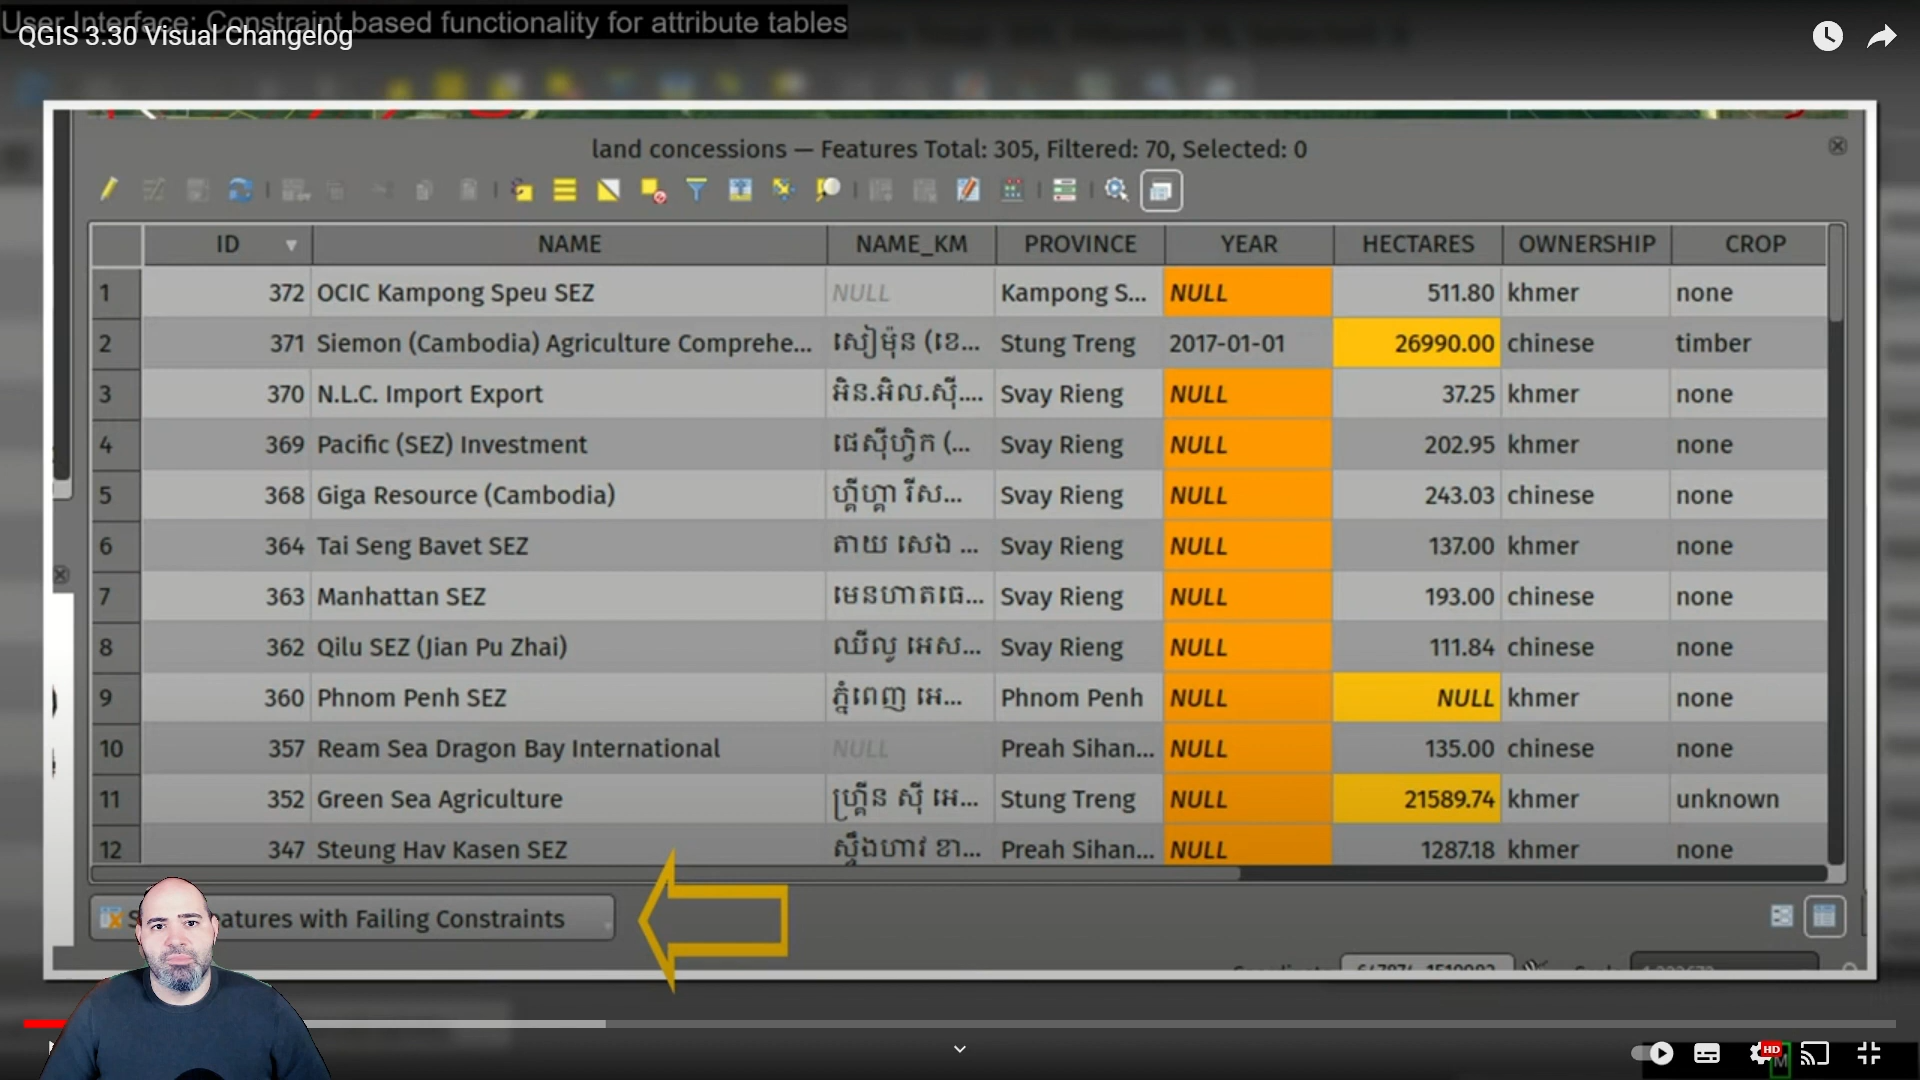 User Interface: Constraint based functionality for attribute tables
QGIS 3.30 Visual Changelog
land concessions — Features Total: 305, Filtered: 70, Selected: 0
ID NAME NAME_KM PROVINCE YEAR HECTARES OWNERSHIP CROP
1 372 OCIC Kampong Speu SEZ NULL Kampong S... NULL 511.80 khmer none
2 371 Siemon (Cambodia) Agriculture Comprehe... សៀម៉ុន (ខេ... Stung Treng 2017-01-01 26990.00 chinese timber
3 370 N.L.C. Import Export អិន.អិល.ស៊ី.... Svay Rieng NULL 37.25 khmer none
4 369 Pacific (SEZ) Investment ផេស៊ីហ្វិក (... Svay Rieng NULL 202.95 khmer none
5 368 Giga Resource (Cambodia) ហ្គីហ្គា រីស... Svay Rieng NULL 243.03 chinese none
6 364 Tai Seng Bavet SEZ តាយ សេង ... Svay Rieng NULL 137.00 khmer none
7 363 Manhattan SEZ មេនហាតធេ... Svay Rieng NULL 193.00 chinese none
8 362 Qilu SEZ (Jian Pu Zhai) ឈីលូ អេស... Svay Rieng NULL 111.84 chinese none
9 360 Phnom Penh SEZ ភ្នំពេញ អេ... Phnom Penh NULL NULL khmer none
10 357 Ream Sea Dragon Bay International NULL Preah Sihan... NULL 135.00 chinese none
11 352 Green Sea Agriculture ហ្គ្រីន ស៊ី អេ... Stung Treng NULL 21589.74 khmer unknown
12 347 Steung Hav Kasen SEZ ស្ទឹងហាវ ខា... Preah Sihan... NULL 1287.18 khmer none
atures with Failing Constraints
HD
M